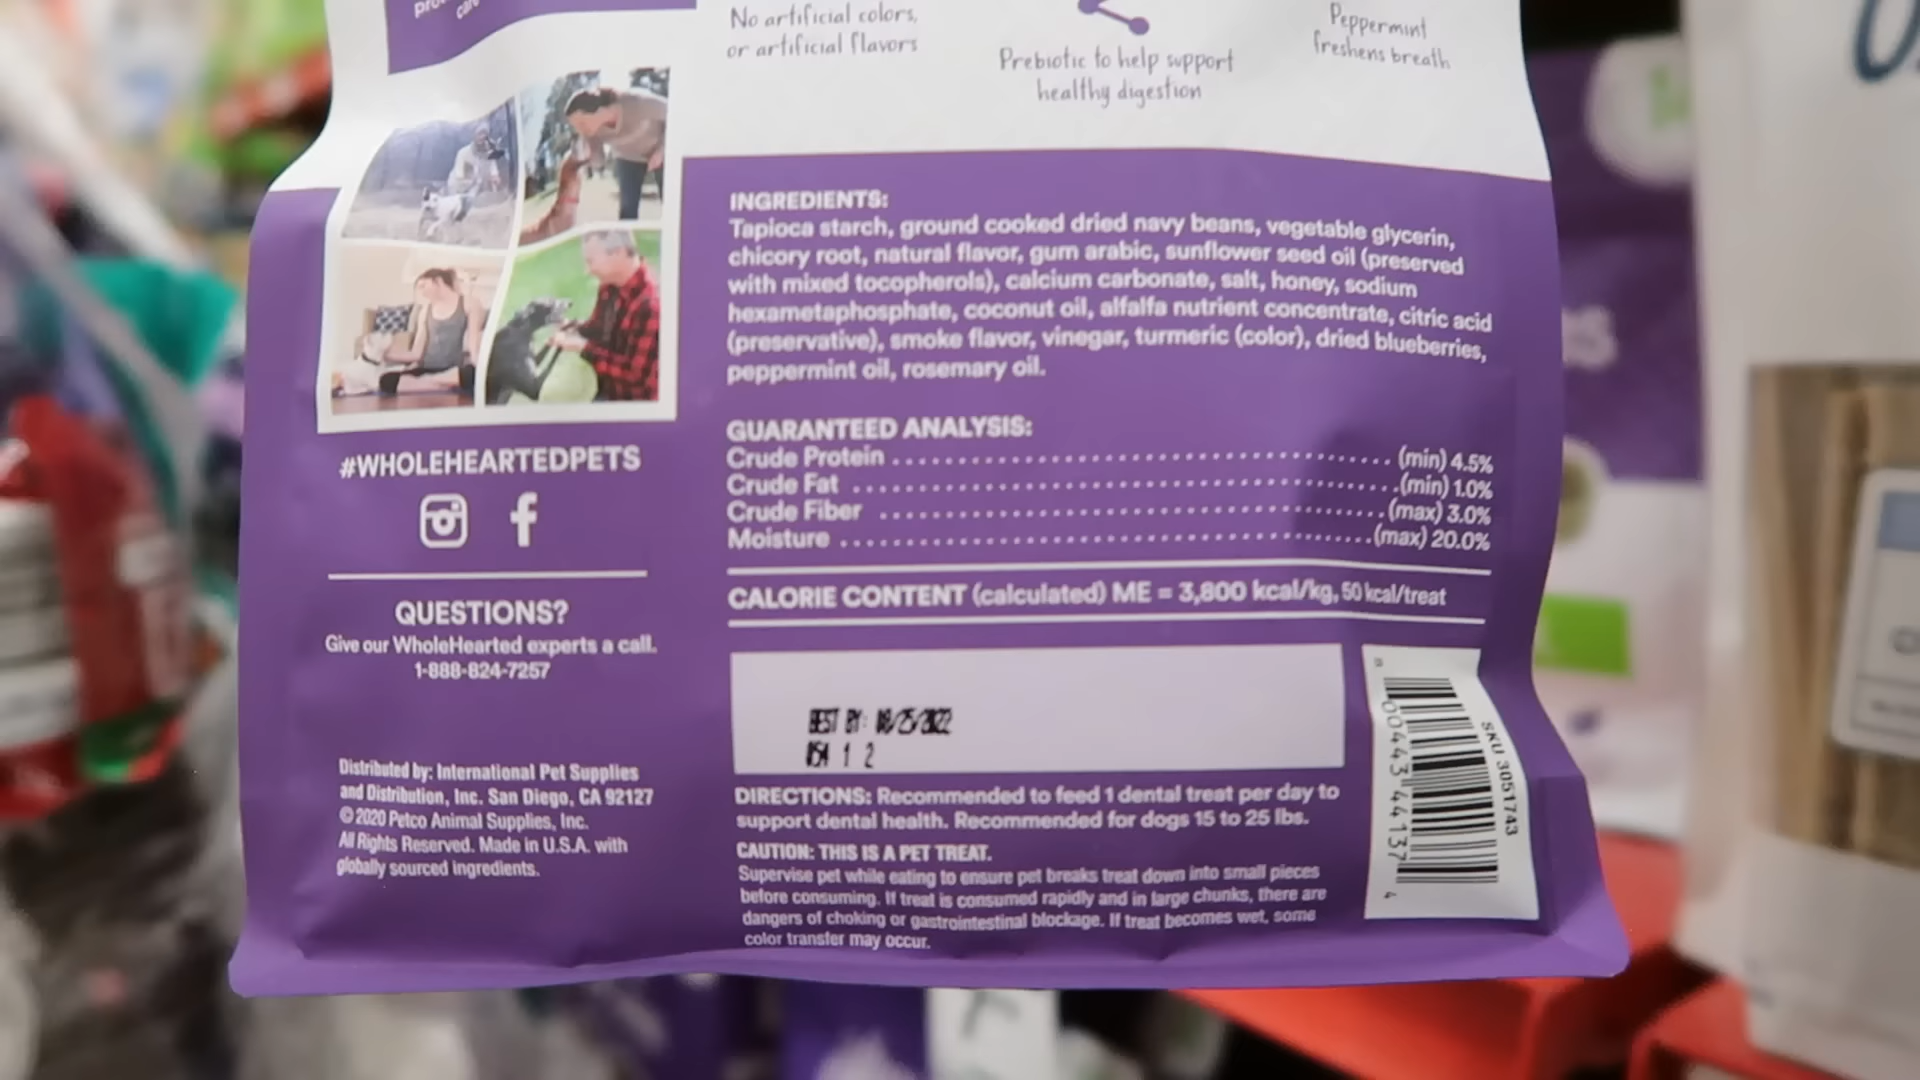 No artificial colors,
or artificial flavors
Prebiotic to help support
healthy digestion
Peppermint
freshens breath
INGREDIENTS:
Tapioca starch, ground cooked dried navy beans, vegetable glycerin,
chicory root, natural flavor, gum arabic, sunflower seed oil (preserved
with mixed tocopherols), calcium carbonate, salt, honey, sodium
hexametaphosphate, coconut oil, alfalfa nutrient concentrate, citric acid
(preservative), smoke flavor, vinegar, turmeric (color), dried blueberries,
peppermint oil, rosemary oil.
GUARANTEED ANALYSIS:
Crude Protein (min) 4.5%
Crude Fat (min) 1.0%
Crude Fiber (max) 3.0%
Moisture (max) 20.0%
CALORIE CONTENT (calculated) ME = 3,800 kcal/kg, 50 kcal/treat
#WHOLEHEARTEDPETS
QUESTIONS?
Give our WholeHearted experts a call.
1-888-824-7257
Distributed by: International Pet Supplies
and Distribution, Inc. San Diego, CA 92127
© 2020 Petco Animal Supplies, Inc.
All Rights Reserved. Made in U.S.A. with
globally sourced ingredients.
BEST BY:
1 2
DIRECTIONS: Recommended to feed 1 dental treat per day to
support dental health. Recommended for dogs 15 to 25 lbs.
CAUTION: THIS IS A PET TREAT.
Supervise pet while eating to ensure pet breaks treat down into small pieces
before consuming. If treat is consumed rapidly and in large chunks, there are
dangers of choking or gastrointestinal blockage. If treat becomes wet, some
color transfer may occur.
SKU 3051743
00443 44137 4